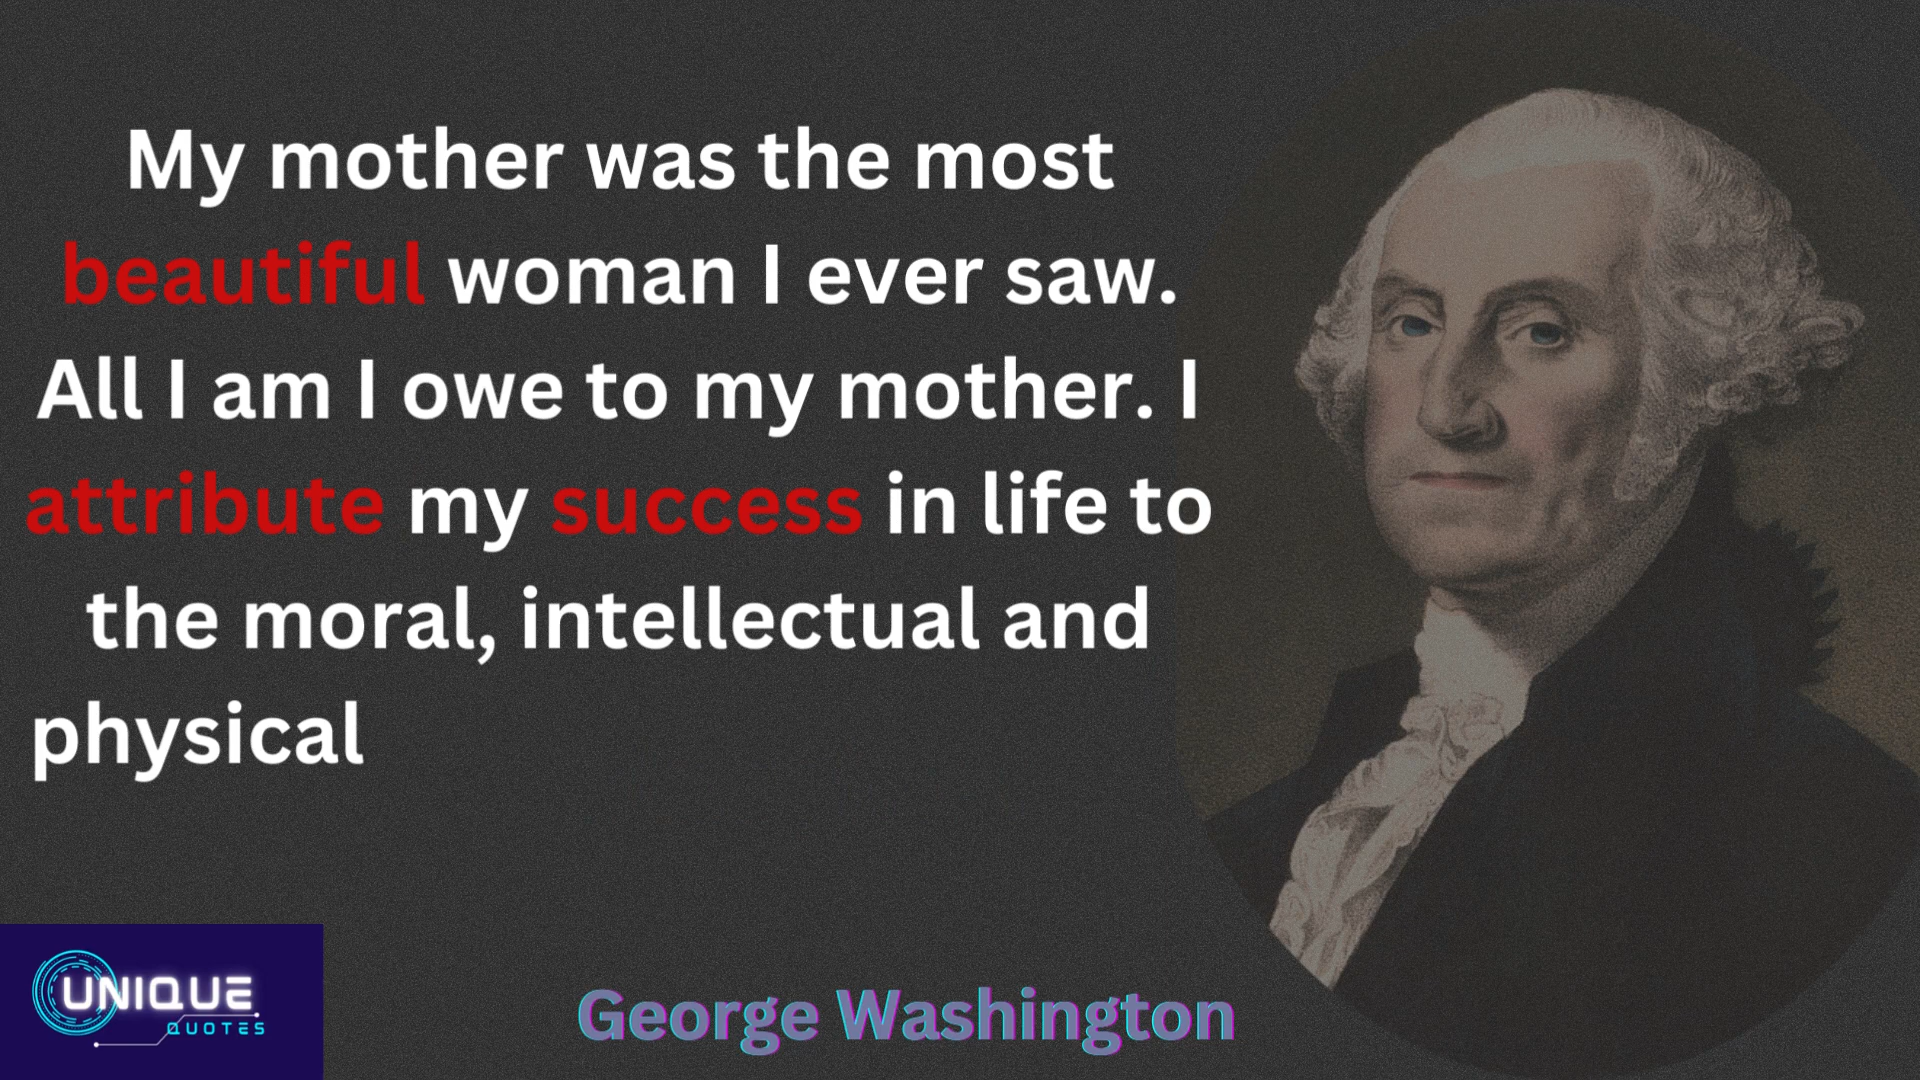 My mother was the most
beautiful woman I ever saw.
All I am I owe to my mother. I
attribute my success in life to
the moral, intellectual and
physical
UNIQUE
QUOTES
George Washington